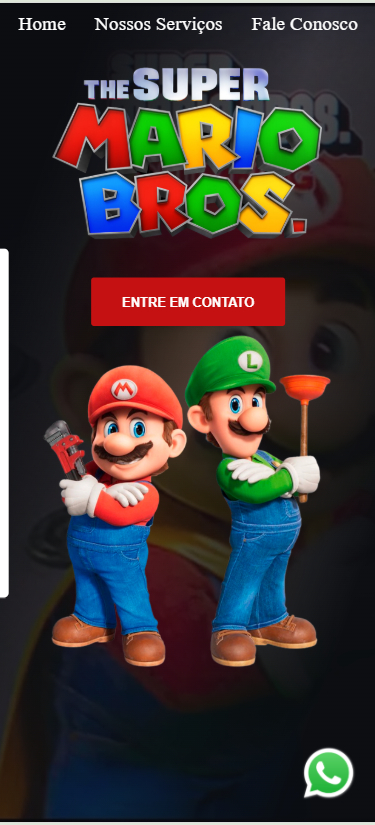 Home Nossos Serviços Fale Conosco
THE SUPER
MARIO
BROS.
ENTRE EM CONTATO
M
L